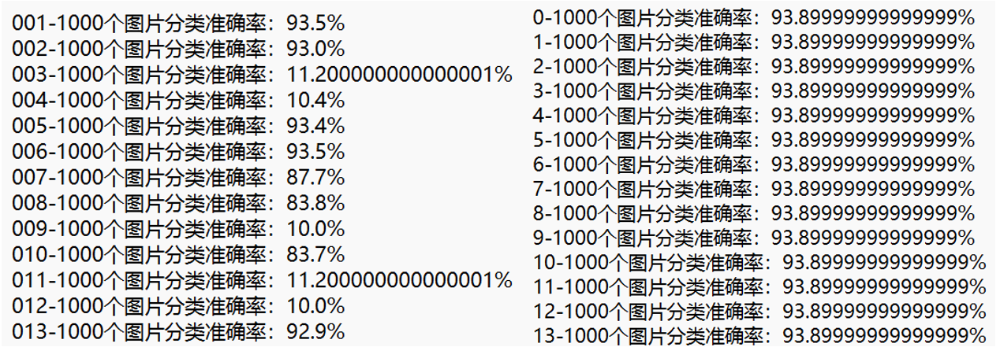 001-1000个图片分类准确率：93.5%
002-1000个图片分类准确率：93.0%
003-1000个图片分类准确率：11.200000000000001%
004-1000个图片分类准确率：10.4%
005-1000个图片分类准确率：93.4%
006-1000个图片分类准确率：93.5%
007-1000个图片分类准确率：87.7%
008-1000个图片分类准确率：83.8%
009-1000个图片分类准确率：10.0%
010-1000个图片分类准确率：83.7%
011-1000个图片分类准确率：11.200000000000001%
012-1000个图片分类准确率：10.0%
013-1000个图片分类准确率：92.9%
0-1000个图片分类准确率：93.89999999999999%
1-1000个图片分类准确率：93.89999999999999%
2-1000个图片分类准确率：93.89999999999999%
3-1000个图片分类准确率：93.89999999999999%
4-1000个图片分类准确率：93.89999999999999%
5-1000个图片分类准确率：93.89999999999999%
6-1000个图片分类准确率：93.89999999999999%
7-1000个图片分类准确率：93.89999999999999%
8-1000个图片分类准确率：93.89999999999999%
9-1000个图片分类准确率：93.89999999999999%
10-1000个图片分类准确率：93.89999999999999%
11-1000个图片分类准确率：93.89999999999999%
12-1000个图片分类准确率：93.89999999999999%
13-1000个图片分类准确率：93.89999999999999%